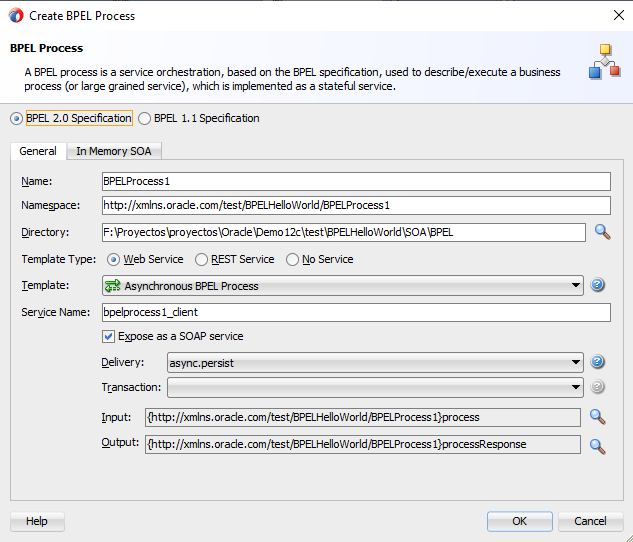 Create BPEL Process
BPEL Process
A BPEL process is a service orchestration, based on the BPEL specification, used to describe/execute a business
process (or large grained service), which is implemented as a stateful service.
BPEL 2.0 Specification BPEL 1.1 Specification
General In Memory SOA
Name: BPELProcess1
Namespace: http://xmlns.oracle.com/test/BPELHelloWorld/BPELProcess1
Directory: F:\Proyectos\proyectos\Oracle\Demo12c\test\BPELHelloWorld\SOA\BPEL
Template Type: Web Service REST Service No Service
Template: Asynchronous BPEL Process
Service Name: bpelprocess1_client
Expose as a SOAP service
Delivery: async.persist
Transaction:
Input: {http://xmlns.oracle.com/test/BPELHelloWorld/BPELProcess1}process
Output: {http://xmlns.oracle.com/test/BPELHelloWorld/BPELProcess1}processResponse
Help OK Cancel